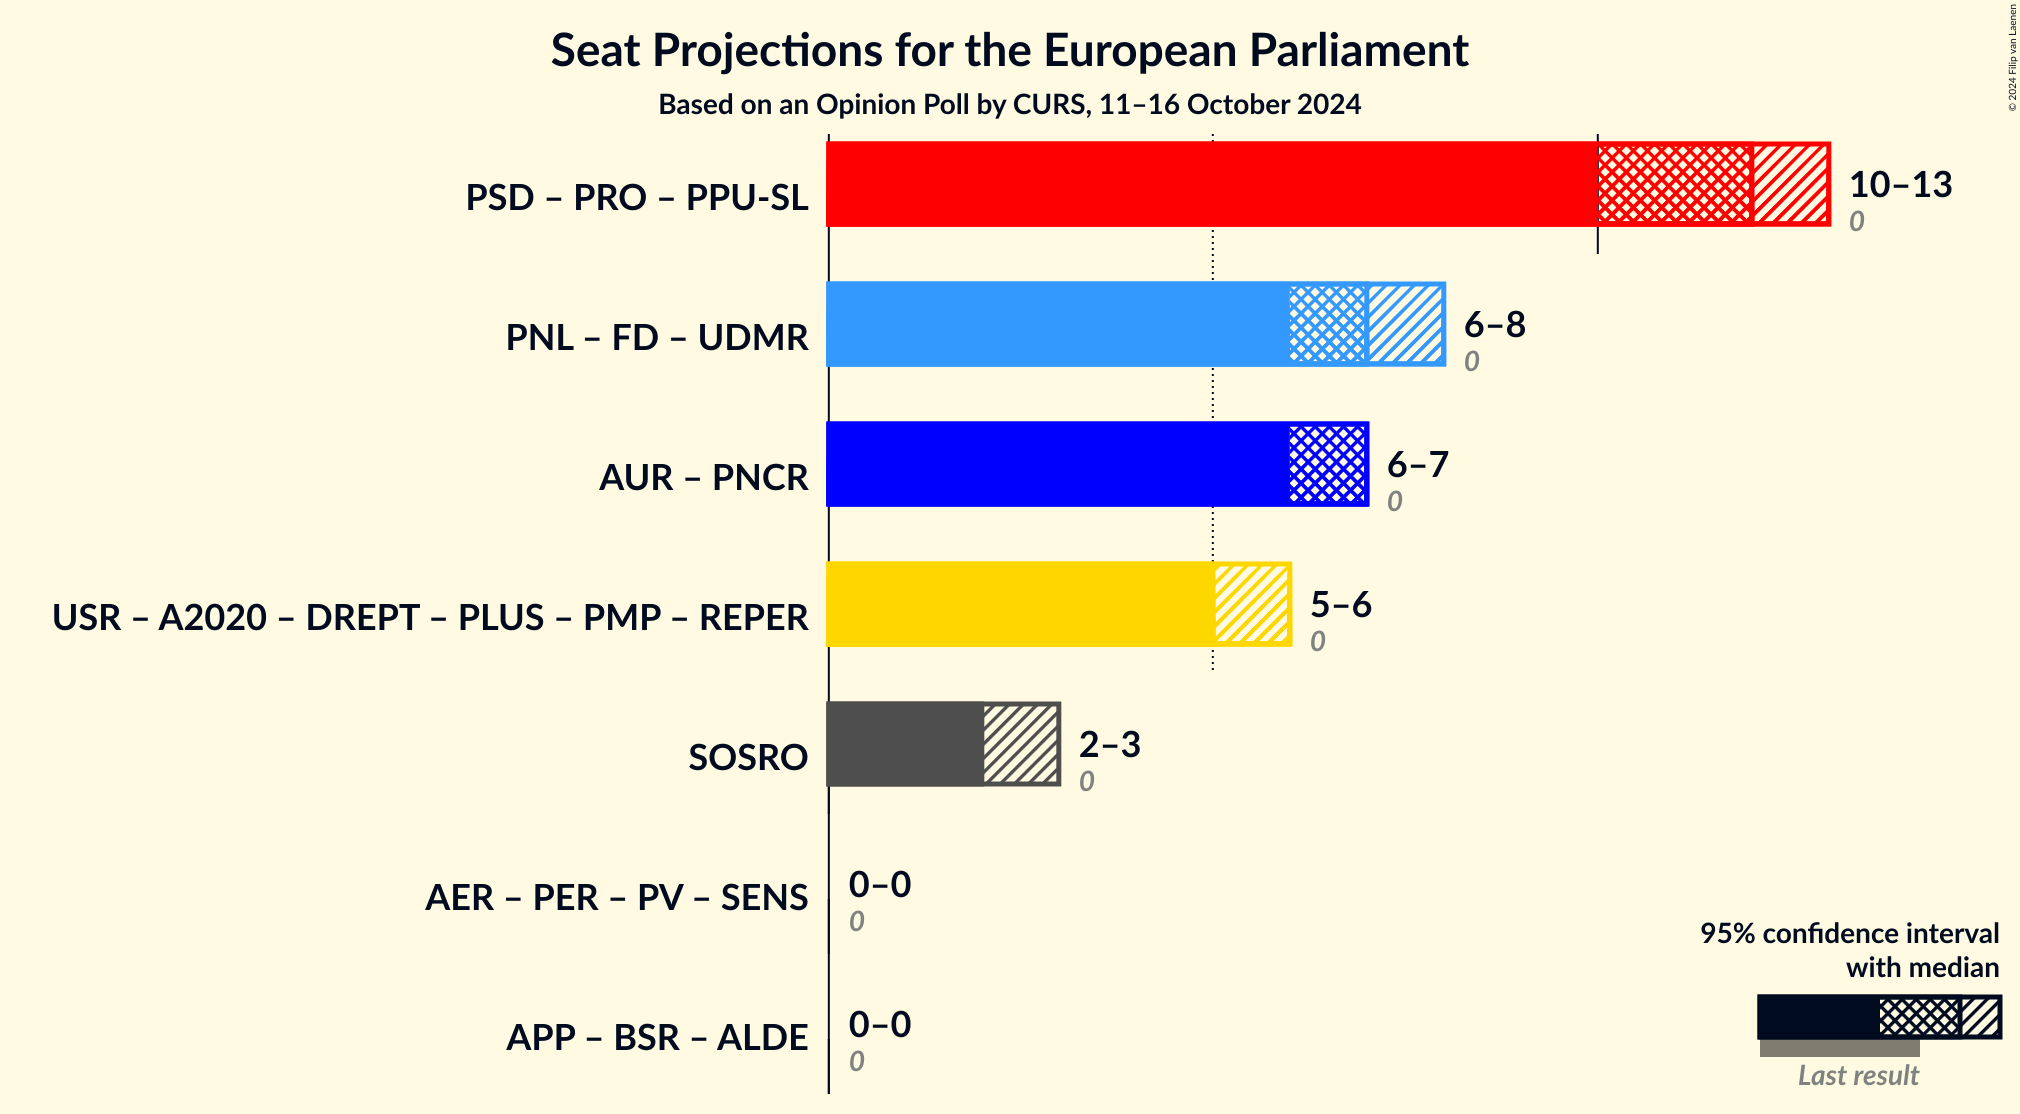 Seat Projections for the European Parliament
Based on an Opinion Poll by CURS, 11–16 October 2024
© 2024 Filip van Laenen
PSD – PRO – PPU-SL
10–13
0
PNL – FD – UDMR
6–8
0
AUR – PNCR
6–7
0
USR – A2020 – DREPT – PLUS – PMP – REPER
5–6
0
SOSRO
2–3
0
AER – PER – PV – SENS
0–0
0
APP – BSR – ALDE
0–0
0
95% confidence interval
with median
Last result